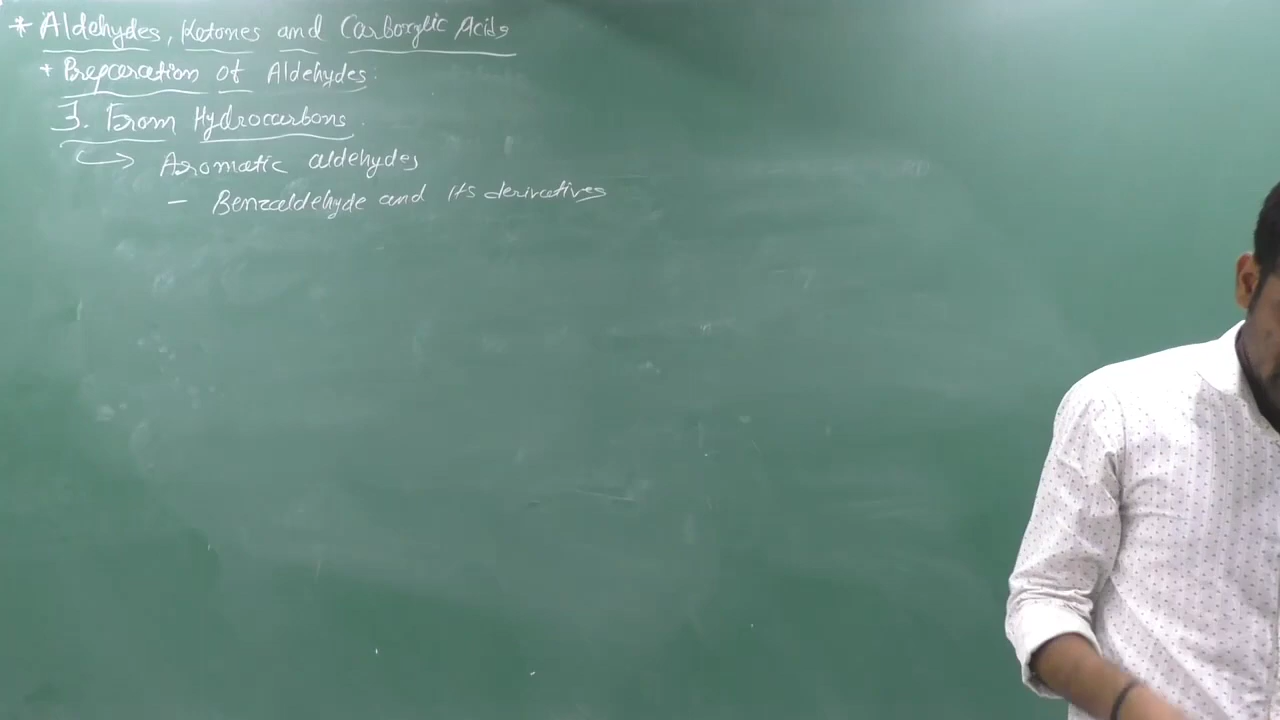 * Aldehydes, Ketones and Carboxylic Acids
+ Preparation of Aldehydes:
3. From Hydrocarbons.
↪ Aromatic aldehydes
- Benzaldehyde and its derivatives